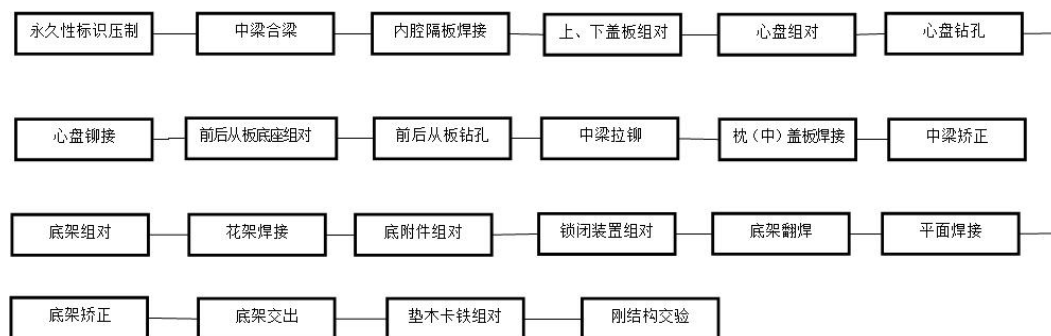 永久性标识压制
中梁合梁
内腔隔板焊接
上、下盖板组对
心盘组对
心盘钻孔
心盘铆接
前后从板底座组对
前后从板钻孔
中梁拉铆
枕（中）盖板焊接
中梁矫正
底架组对
花架焊接
底附件组对
锁闭装置组对
底架翻焊
平面焊接
底架矫正
底架交出
垫木卡铁组对
刚结构交验